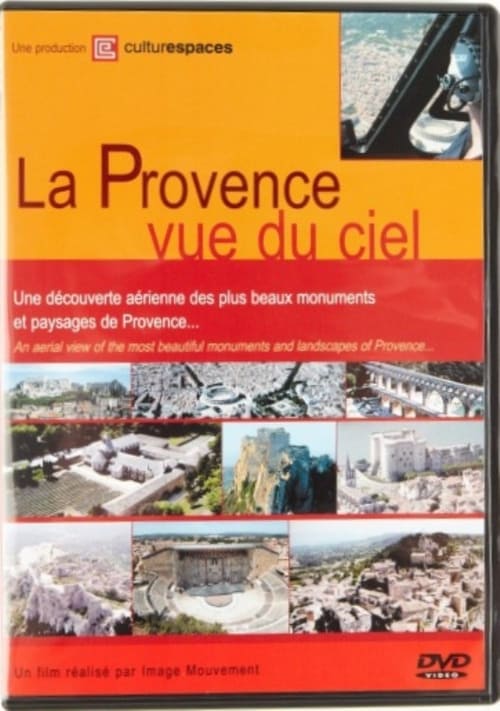 Une production culturespaces
La Provence
vue du ciel
Une découverte aérienne des plus beaux monuments
et paysages de Provence...
An aerial view of the most beautiful monuments and landscapes of Provence...
Un film réalisé par Image Mouvement
DVD
VIDEO